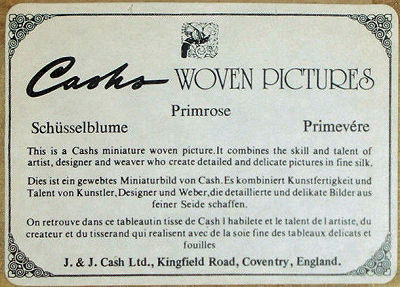 Cashs WOVEN PICTURES
Primrose
Schüsselblume Primevére
This is a Cashs miniature woven picture. It combines the skill and talent of
artist, designer and weaver who create detailed and delicate pictures in fine silk.
Dies ist ein gewebtes Miniaturbild von Cash. Es kombiniert Kunstfertigkeit und
Talent von Kunstler, Designer und Weber, die detaillierte und delikate Bilder aus
feiner Seide schaffen.
On retrouve dans ce tableautin tisse de Cash l habilete et le talent de l artiste, du
createur et du tisserand qui realisent avec de la soie fine des tableaux delicats et
fouilles
J. & J. Cash Ltd., Kingfield Road, Coventry, England.